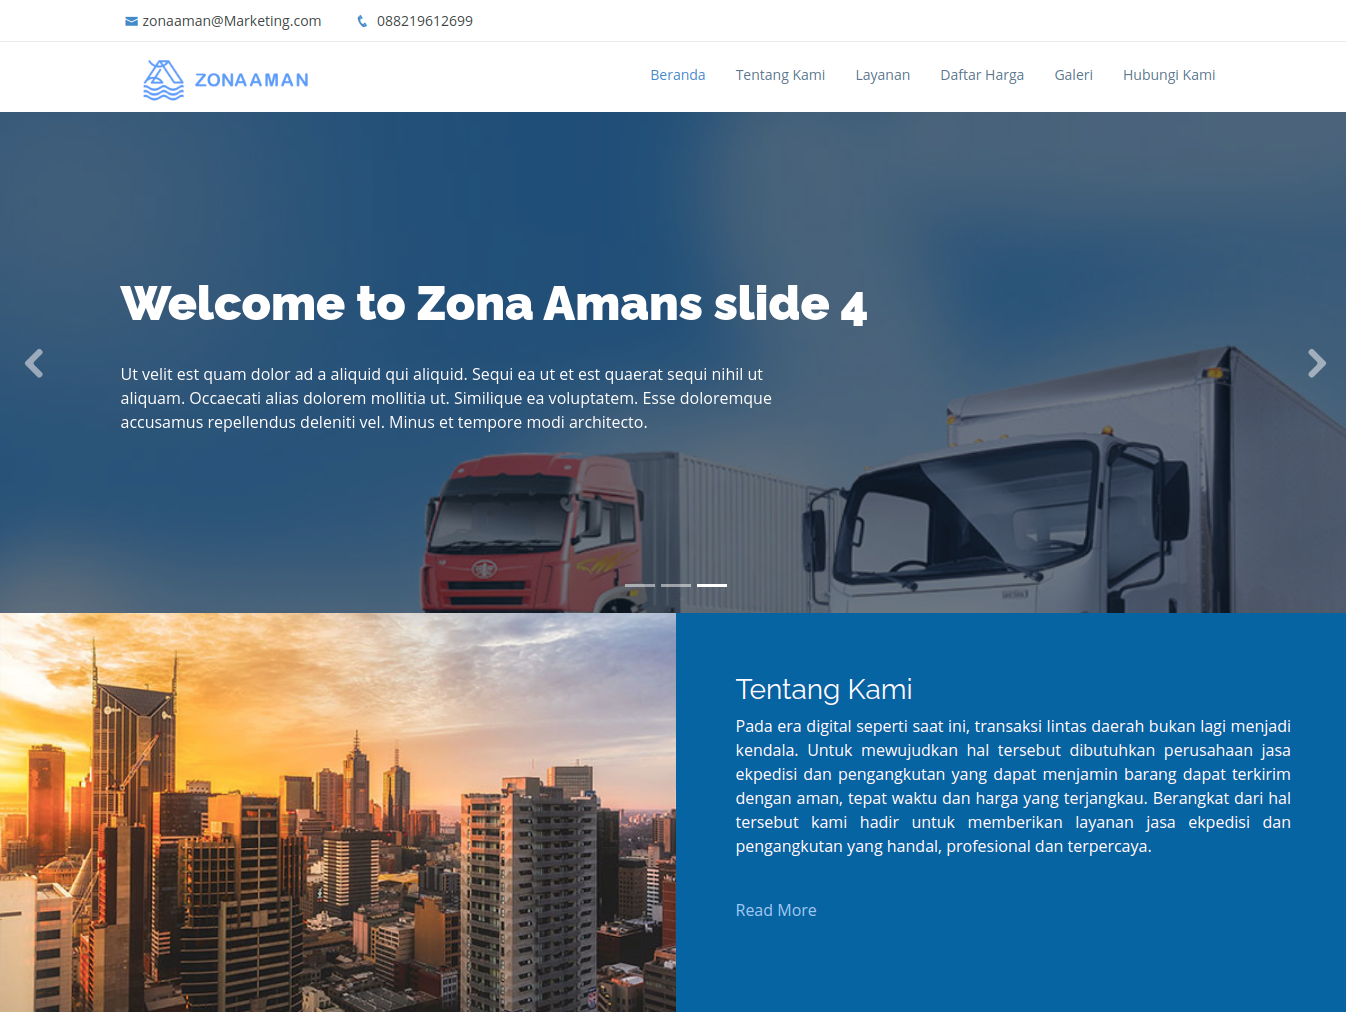 zonaaman@Marketing.com 088219612699
ZONAAMAN
Beranda Tentang Kami Layanan Daftar Harga Galeri Hubungi Kami
Welcome to Zona Amans slide 4
Ut velit est quam dolor ad a aliquid qui aliquid. Sequi ea ut et est quaerat sequi nihil ut
aliquam. Occaecati alias dolorem mollitia ut. Similique ea voluptatem. Esse doloremque
accusamus repellendus deleniti vel. Minus et tempore modi architecto.
Tentang Kami
Pada era digital seperti saat ini, transaksi lintas daerah bukan lagi menjadi
kendala. Untuk mewujudkan hal tersebut dibutuhkan perusahaan jasa
ekpedisi dan pengangkutan yang dapat menjamin barang dapat terkirim
dengan aman, tepat waktu dan harga yang terjangkau. Berangkat dari hal
tersebut kami hadir untuk memberikan layanan jasa ekpedisi dan
pengangkutan yang handal, profesional dan terpercaya.
Read More